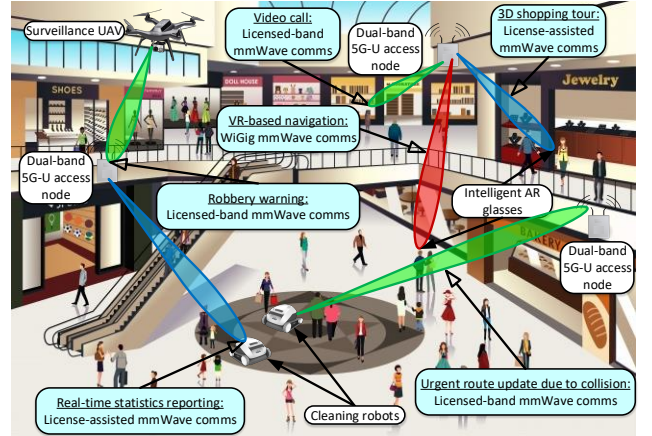 Surveillance UAV
Video call:
Licensed-band
mmWave comms
Dual-band
5G-U access
node
3D shopping tour:
License-assisted
mmWave comms
SHOES
DOLL HOUSE
Jewelry
VR-based navigation:
WiGig mmWave comms
Dual-band
5G-U access
node
Robbery warning:
Licensed-band mmWave comms
Intelligent AR
glasses
BAKERY
Dual-band
5G-U access
node
Real-time statistics reporting:
License-assisted mmWave comms
Cleaning robots
Urgent route update due to collision:
Licensed-band mmWave comms